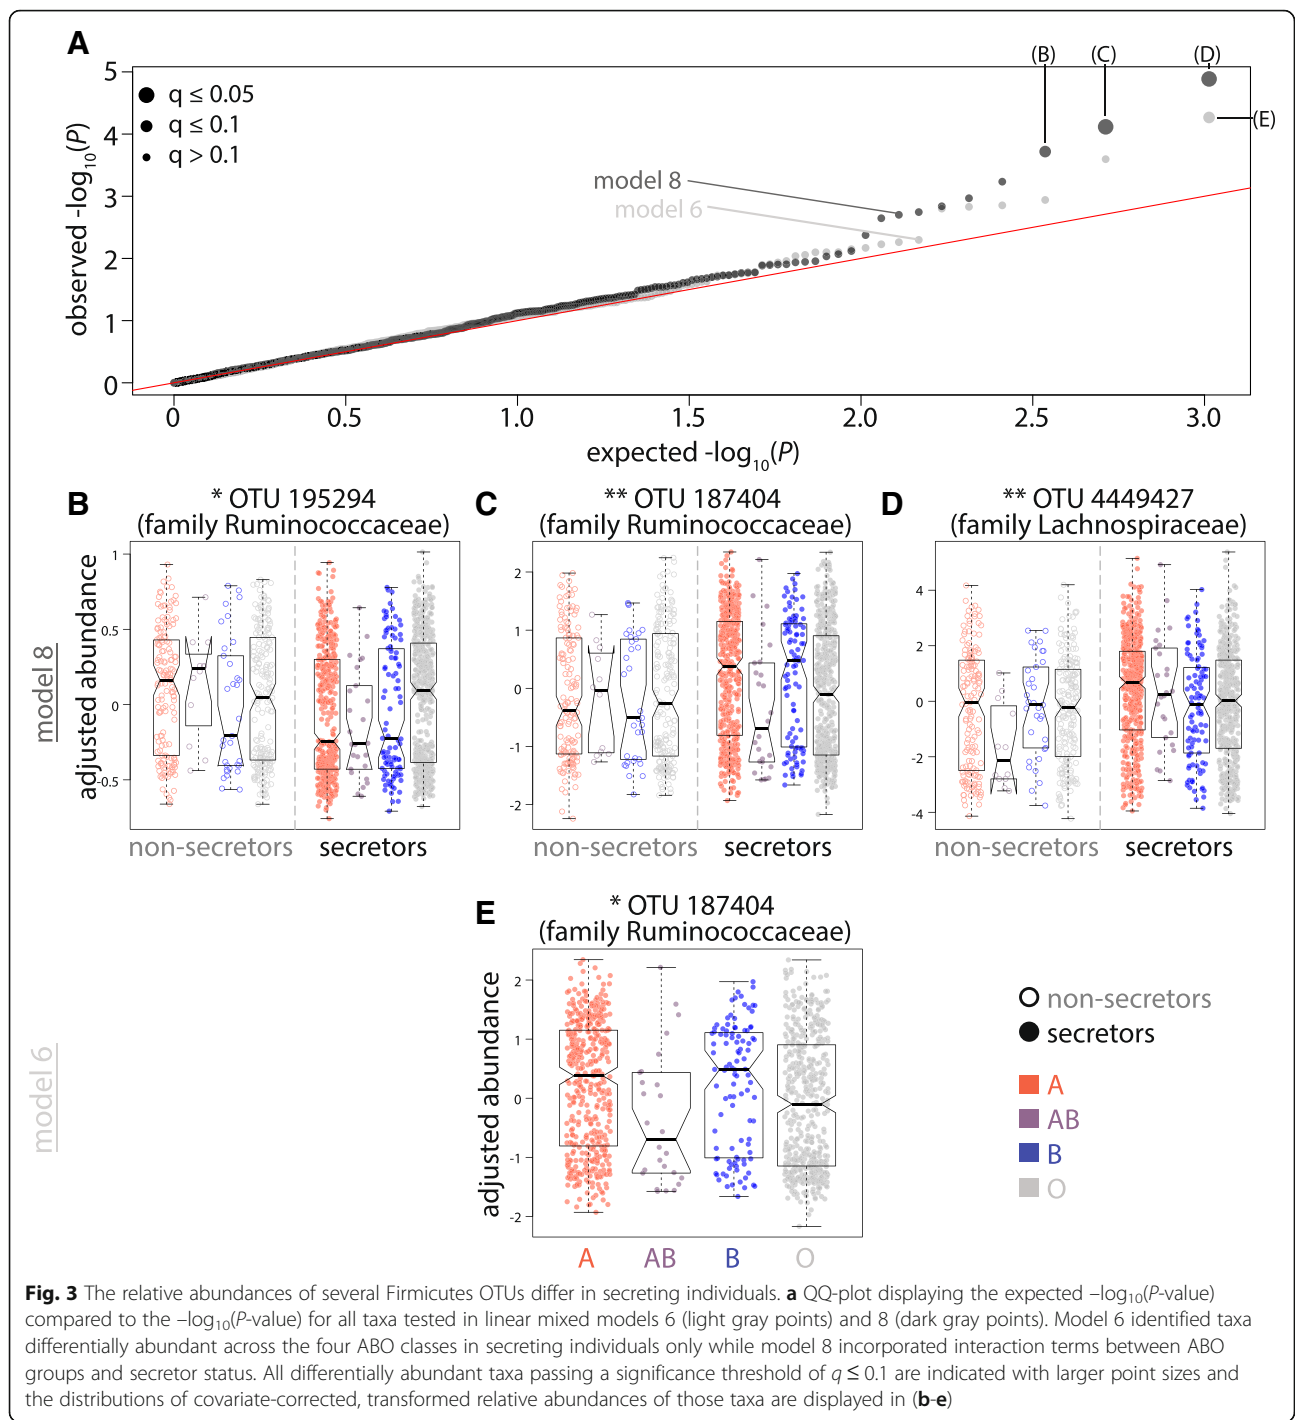 A
(B)
(C)
(D)
(E)
q ≤ 0.05
q ≤ 0.1
q > 0.1
model 8
model 6
observed -log10(P)
5
4
3
2
1
0
0
0.5
1.0
1.5
2.0
2.5
3.0
expected -log10(P)
B
* OTU 195294
(family Ruminococcaceae)
C
** OTU 187404
(family Ruminococcaceae)
D
** OTU 4449427
(family Lachnospiraceae)
model 8
adjusted abundance
1
0.5
0
-0.5
non-secretors
secretors
2
1
0
-1
-2
non-secretors
secretors
4
2
0
-2
-4
non-secretors
secretors
E
* OTU 187404
(family Ruminococcaceae)
model 6
adjusted abundance
2
1
0
-1
-2
A
AB
B
O
non-secretors
secretors
A
AB
B
O
Fig. 3 The relative abundances of several Firmicutes OTUs differ in secreting individuals. a QQ-plot displaying the expected –log10(P-value)
compared to the –log10(P-value) for all taxa tested in linear mixed models 6 (light gray points) and 8 (dark gray points). Model 6 identified taxa
differentially abundant across the four ABO classes in secreting individuals only while model 8 incorporated interaction terms between ABO
groups and secretor status. All differentially abundant taxa passing a significance threshold of q ≤ 0.1 are indicated with larger point sizes and
the distributions of covariate-corrected, transformed relative abundances of those taxa are displayed in (b-e)